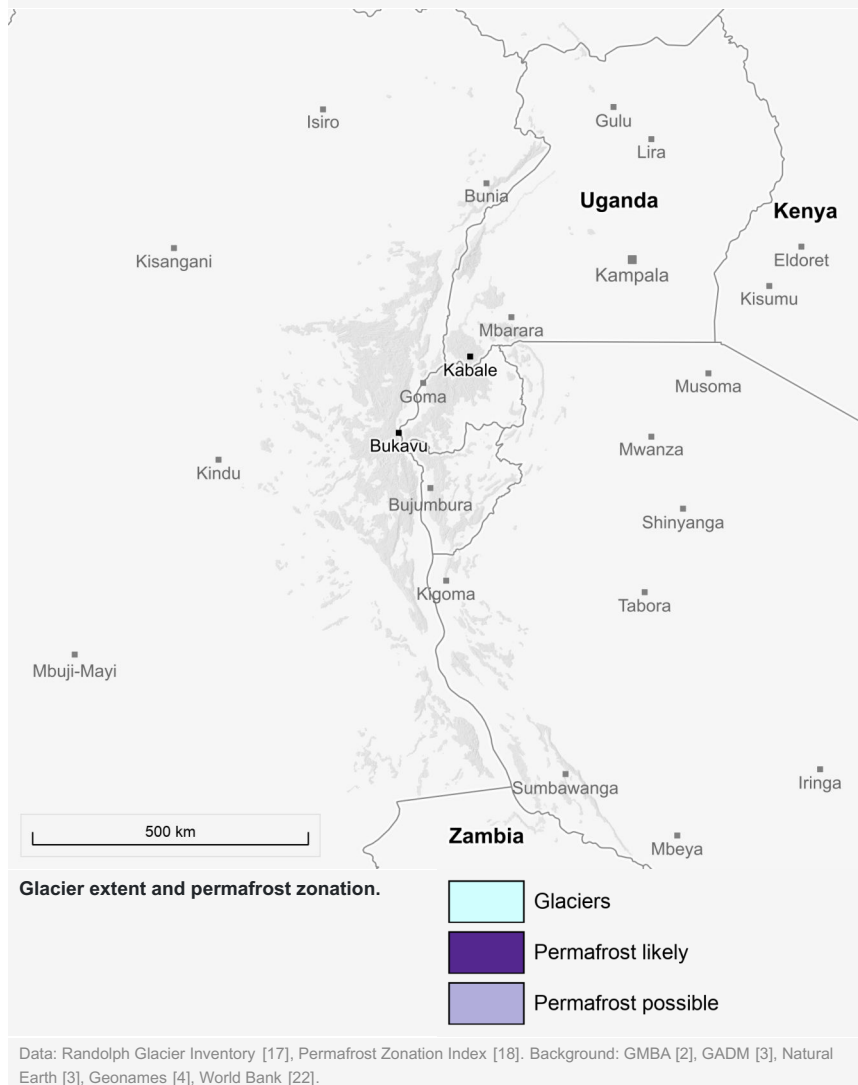 Isiro
Gulu
Lira
Bunia
Uganda
Kenya
Kisangani
Kampala
Eldoret
Kisumu
Mbarara
Kabale
Goma
Musoma
Bukavu
Mwanza
Kindu
Bujumbura
Shinyanga
Kigoma
Tabora
Mbuji-Mayi
Sumbawanga
Iringa
500 km
Zambia
Mbeya
Glacier extent and permafrost zonation.
Glaciers
Permafrost likely
Permafrost possible
Data: Randolph Glacier Inventory [17], Permafrost Zonation Index [18]. Background: GMBA [2], GADM [3], Natural
Earth [3], Geonames [4], World Bank [22].